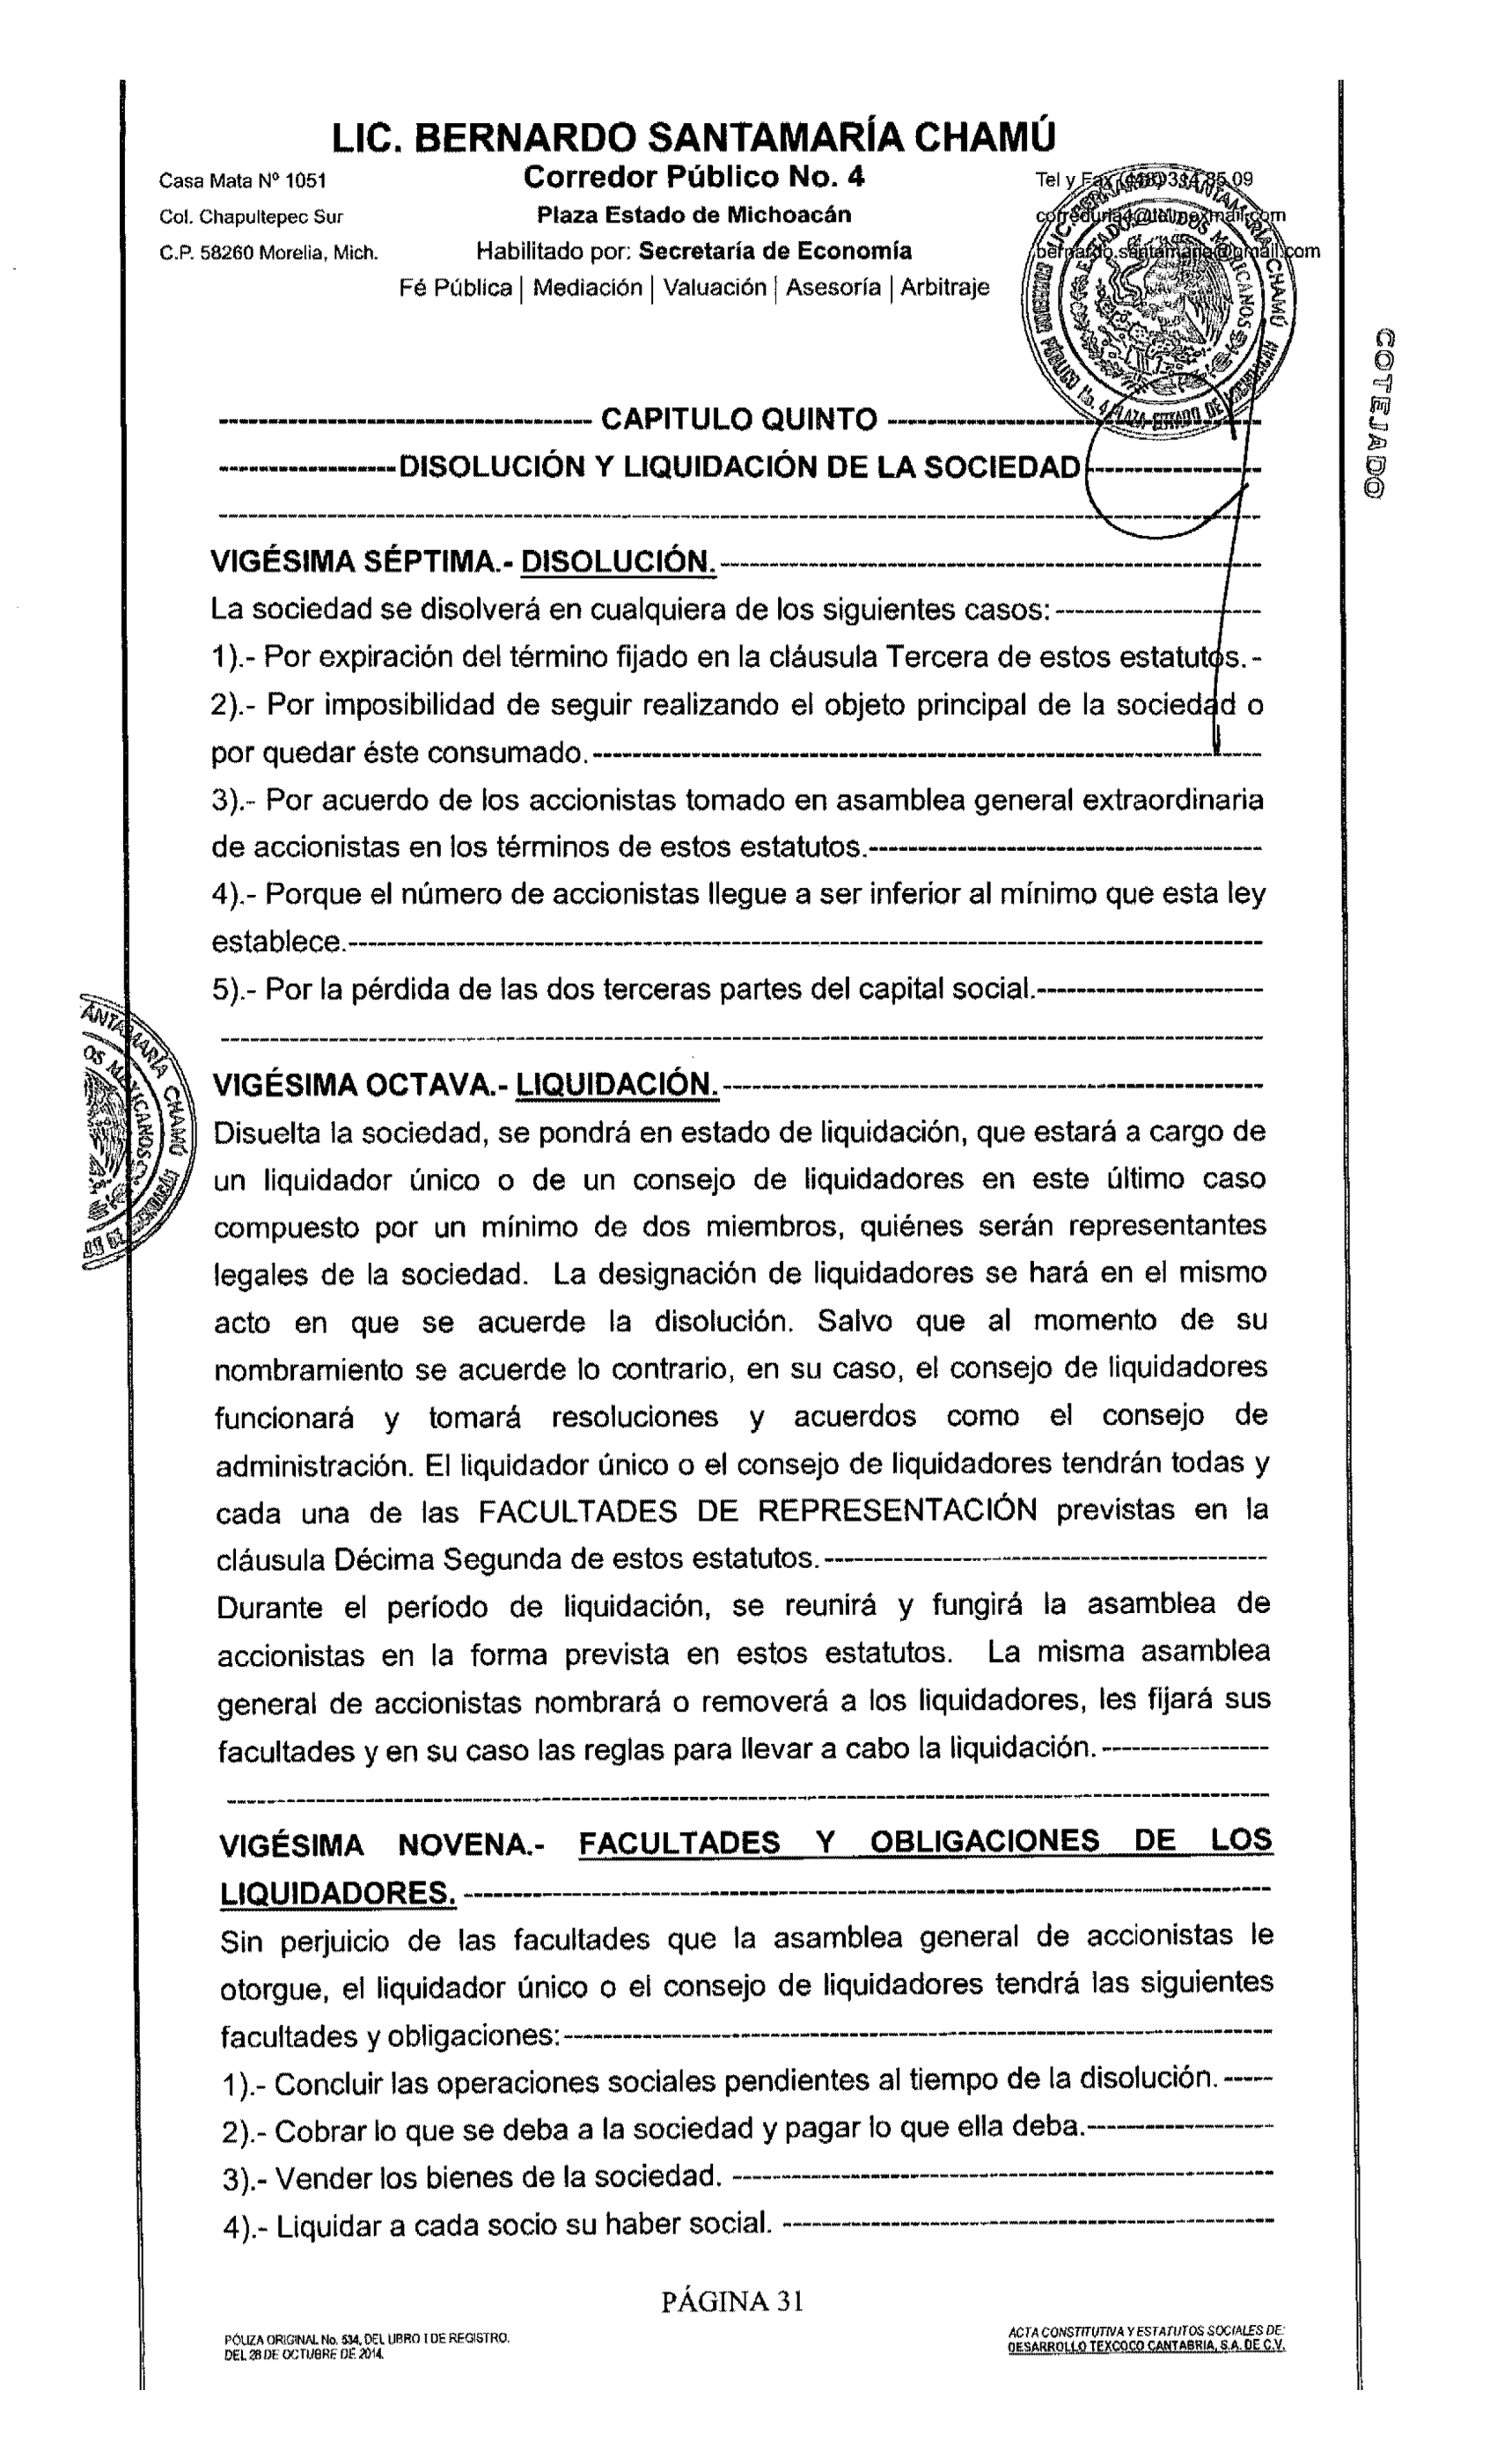 LIC. BERNARDO SANTAMARÍA CHAMÚ
Casa Mata Nº 1051
Corredor Público No. 4
Tel y Fax
Col. Chapultepec Sur
Plaza Estado de Michoacán
C.P. 58260 Morelia, Mich.
Habilitado por: Secretaría de Economía
bernardo.santamaria@gmail.com
Fé Pública | Mediación | Valuación | Asesoría | Arbitraje
COTEJADO
CAPITULO QUINTO
DISOLUCIÓN Y LIQUIDACIÓN DE LA SOCIEDAD
VIGÉSIMA SÉPTIMA.- DISOLUCIÓN.
La sociedad se disolverá en cualquiera de los siguientes casos:
1).- Por expiración del término fijado en la cláusula Tercera de estos estatutos. -
2).- Por imposibilidad de seguir realizando el objeto principal de la sociedad o
por quedar éste consumado.
3).- Por acuerdo de los accionistas tomado en asamblea general extraordinaria
de accionistas en los términos de estos estatutos.
4).- Porque el número de accionistas llegue a ser inferior al mínimo que esta ley
establece.
5).- Por la pérdida de las dos terceras partes del capital social.
VIGÉSIMA OCTAVA.- LIQUIDACIÓN.
Disuelta la sociedad, se pondrá en estado de liquidación, que estará a cargo de
un liquidador único o de un consejo de liquidadores en este último caso
compuesto por un mínimo de dos miembros, quiénes serán representantes
legales de la sociedad. La designación de liquidadores se hará en el mismo
acto en que se acuerde la disolución. Salvo que al momento de su
nombramiento se acuerde lo contrario, en su caso, el consejo de liquidadores
funcionará y tomará resoluciones y acuerdos como el consejo de
administración. El liquidador único o el consejo de liquidadores tendrán todas y
cada una de las FACULTADES DE REPRESENTACIÓN previstas en la
cláusula Décima Segunda de estos estatutos.
Durante el período de liquidación, se reunirá y fungirá la asamblea de
accionistas en la forma prevista en estos estatutos. La misma asamblea
general de accionistas nombrará o removerá a los liquidadores, les fijará sus
facultades y en su caso las reglas para llevar a cabo la liquidación.
VIGÉSIMA NOVENA.- FACULTADES Y OBLIGACIONES DE LOS
LIQUIDADORES.
Sin perjuicio de las facultades que la asamblea general de accionistas le
otorgue, el liquidador único o el consejo de liquidadores tendrá las siguientes
facultades y obligaciones:
1).- Concluir las operaciones sociales pendientes al tiempo de la disolución.
2).- Cobrar lo que se deba a la sociedad y pagar lo que ella deba.
3).- Vender los bienes de la sociedad.
4).- Liquidar a cada socio su haber social.
PÁGINA 31
PÓLIZA ORIGINAL No. 534, DEL LIBRO I DE REGISTRO.
DEL 28 DE OCTUBRE DE 2014.
ACTA CONSTITUTIVA Y ESTATUTOS SOCIALES DE:
DESARROLLO TEXCOCO CANTABRIA, S.A. DE C.V.